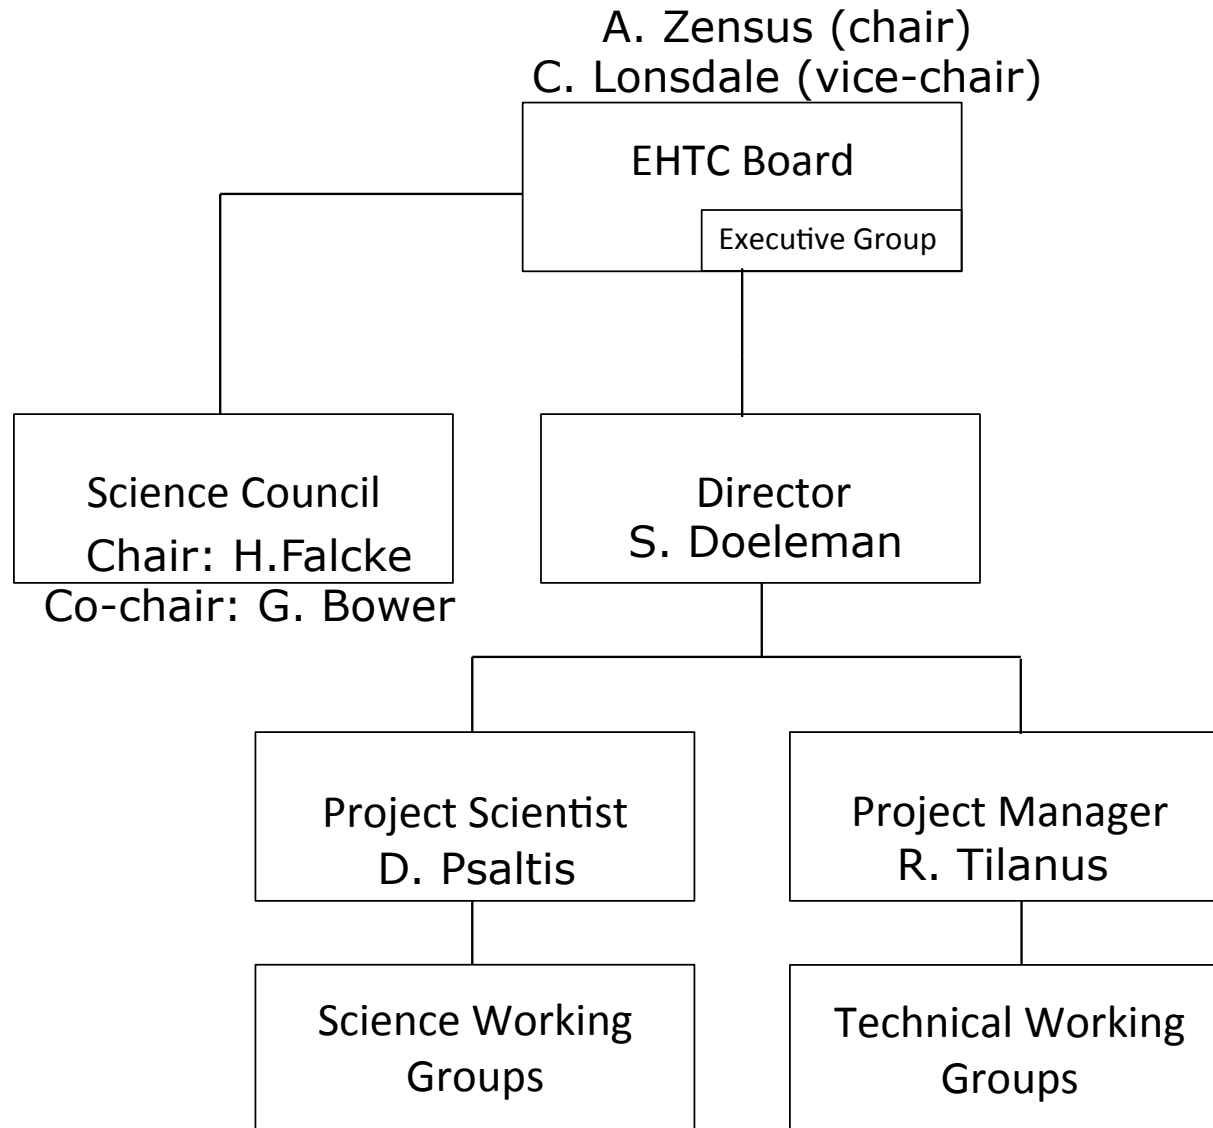 A. Zensus (chair)
C. Lonsdale (vice-chair)
EHTC Board
Executive Group
Science Council
Chair: H.Falcke
Co-chair: G. Bower
Director
S. Doeleman
Project Scientist
D. Psaltis
Project Manager
R. Tilanus
Science Working
Groups
Technical Working
Groups